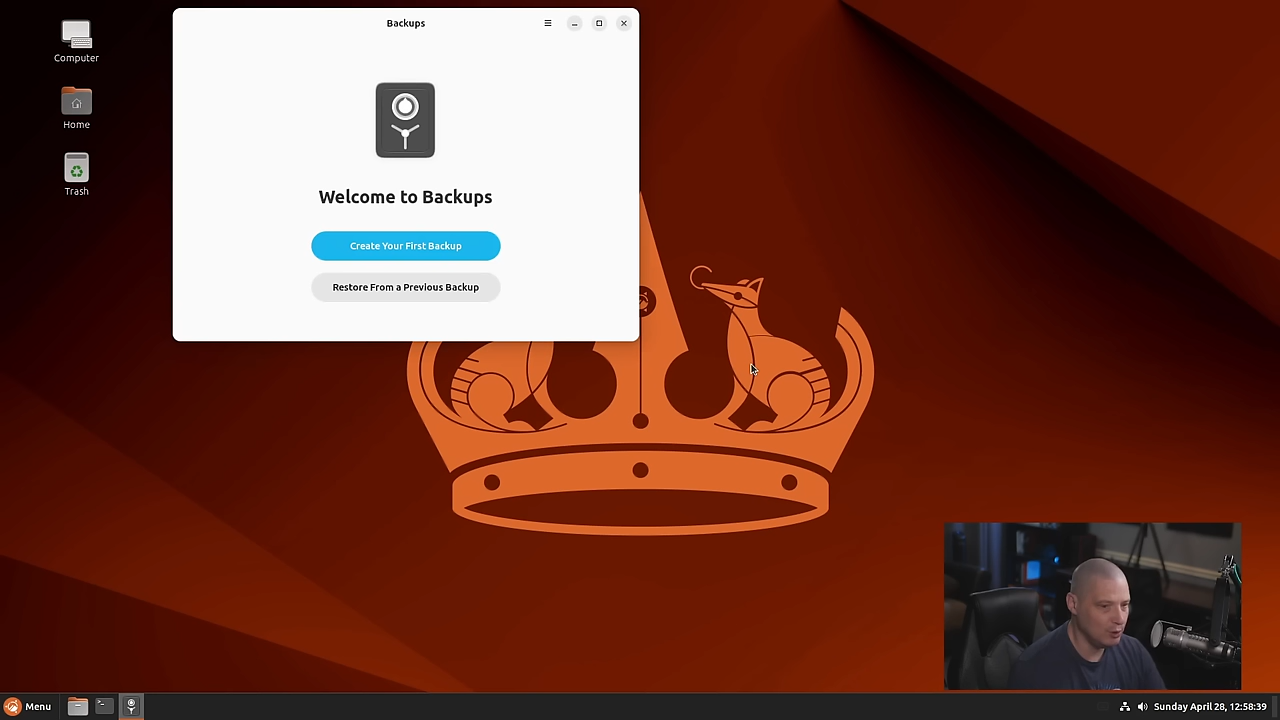 Computer
Home
Trash
Backups
Welcome to Backups
Create Your First Backup
Restore From a Previous Backup
Menu
Sunday April 28, 12:58:39